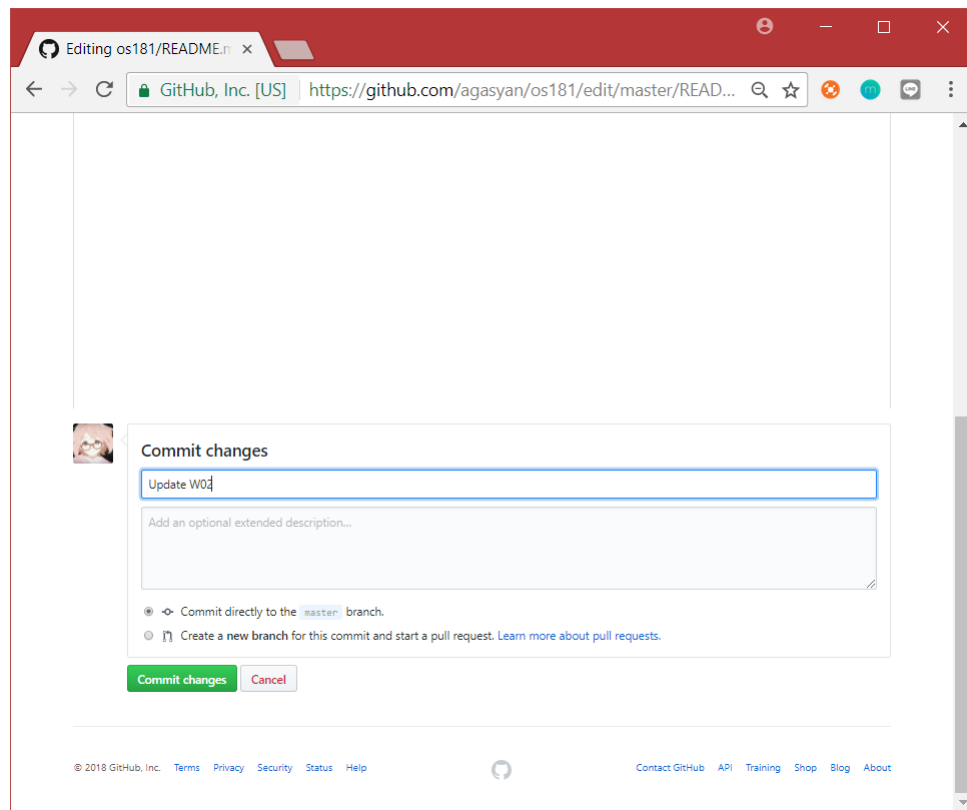 Editing os181/README.m
GitHub, Inc. [US] https://github.com/agasyan/os181/edit/master/READ...
Commit changes
Update W02
Add an optional extended description...
Commit directly to the master branch.
Create a new branch for this commit and start a pull request. Learn more about pull requests.
Commit changes Cancel
© 2018 GitHub, Inc. Terms Privacy Security Status Help Contact GitHub API Training Shop Blog About